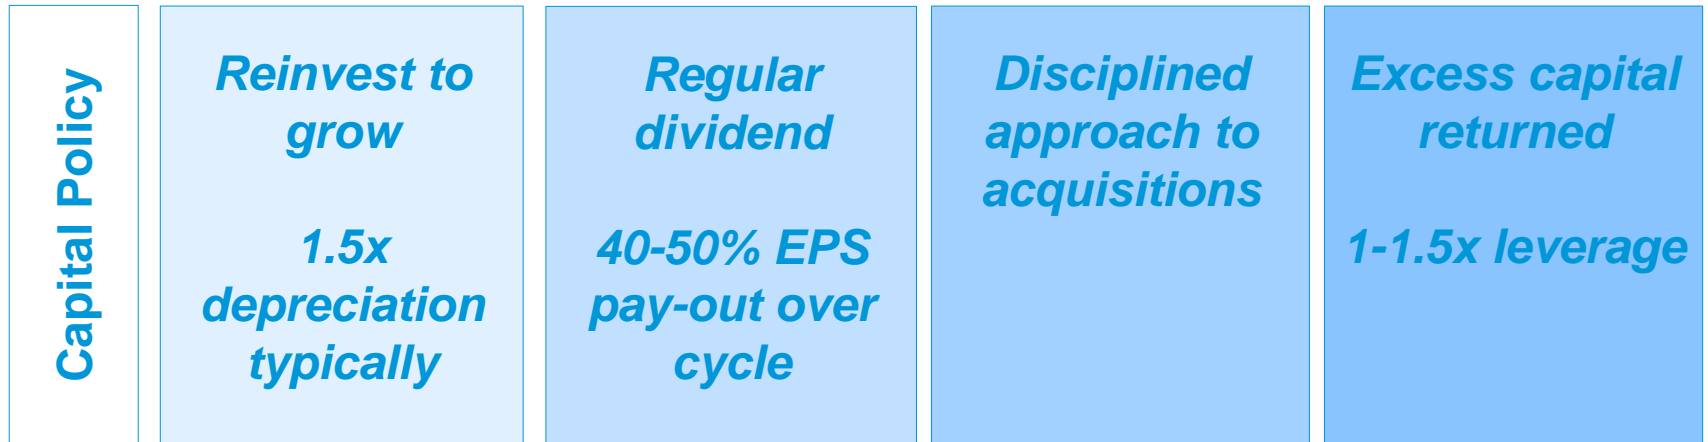 Capital Policy
Reinvest to
grow
1.5x
depreciation
typically
Regular
dividend
40-50% EPS
pay-out over
cycle
Disciplined
approach to
acquisitions
Excess capital
returned
1-1.5x leverage